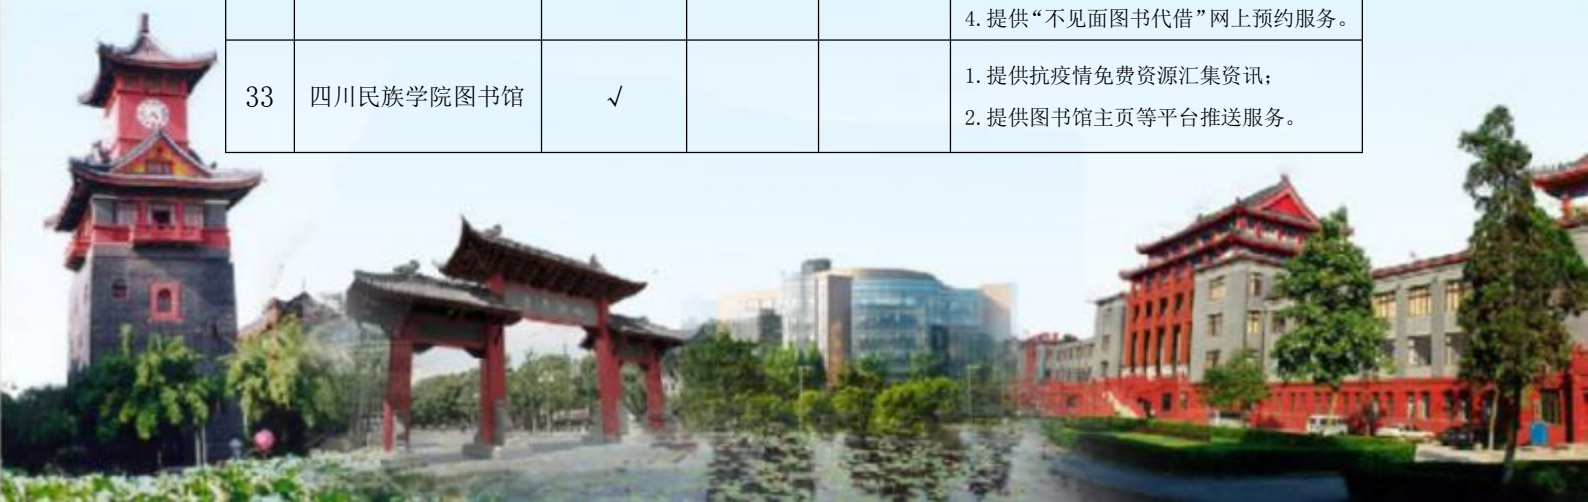 4.提供“不见面图书代借”网上预约服务。
33 四川民族学院图书馆 √ 1.提供抗疫情免费资源汇集资讯;
2.提供图书馆主页等平台推送服务。